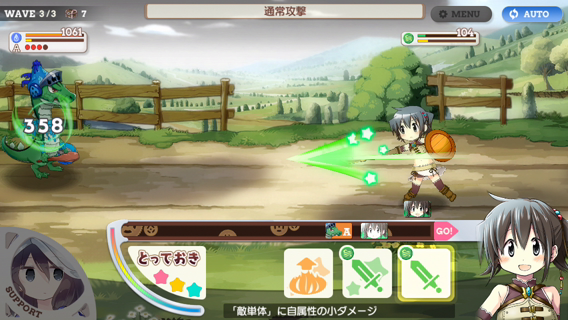 WAVE 3/3 7
通常攻撃
MENU
AUTO
1061
A
104
358
A
GO!
とっておき
SUPPORT
「敵単体」に自属性の小ダメージ